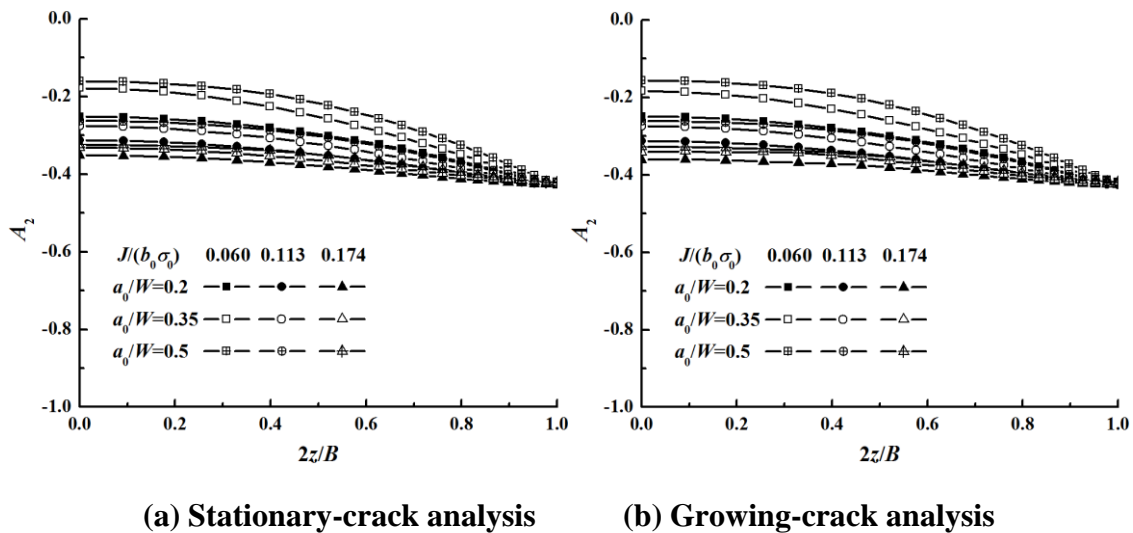 0.0
-0.2
-0.4
-0.6
-0.8
-1.0
A₂
J/(b₀σ₀) 0.060 0.113 0.174
a₀/W=0.2
a₀/W=0.35
a₀/W=0.5
0.0 0.2 0.4 0.6 0.8 1.0
2z/B
(a) Stationary-crack analysis
0.0
-0.2
-0.4
-0.6
-0.8
-1.0
A₂
J/(b₀σ₀) 0.060 0.113 0.174
a₀/W=0.2
a₀/W=0.35
a₀/W=0.5
0.0 0.2 0.4 0.6 0.8 1.0
2z/B
(b) Growing-crack analysis